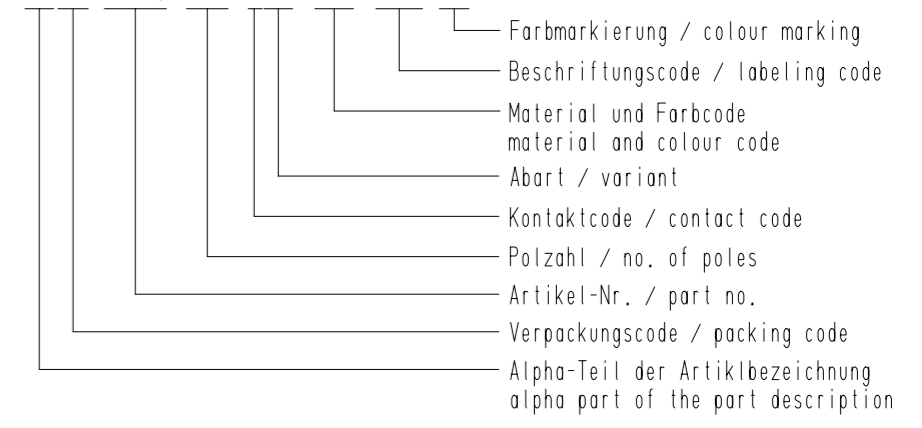 Farbmarkierung / colour marking
Beschriftungscode / labeling code
Material und Farbcode
material and colour code
Abart / variant
Kontaktcode / contact code
Polzahl / no. of poles
Artikel-Nr. / part no.
Verpackungscode / packing code
Alpha-Teil der Artiklbezeichnung
alpha part of the part description